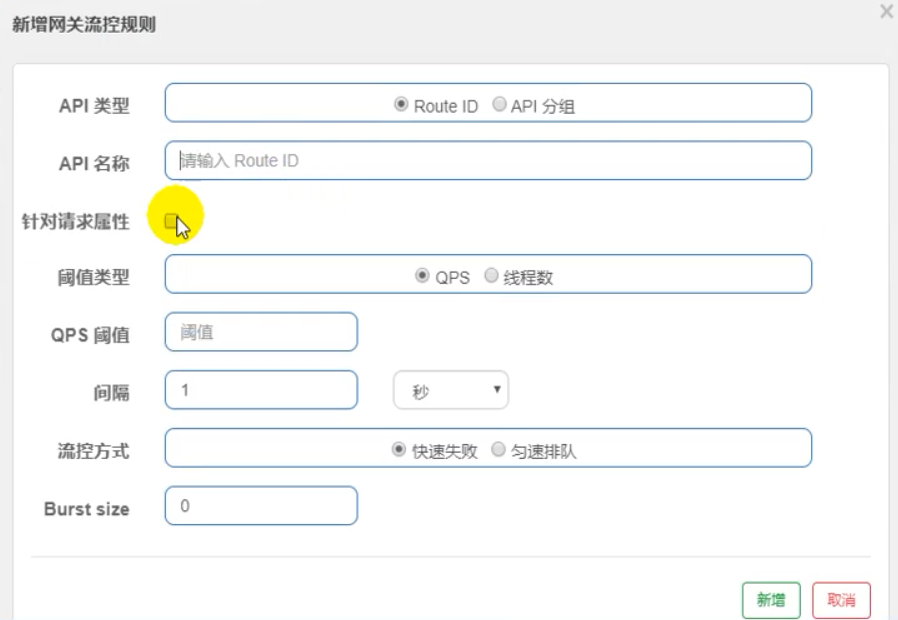 新增网关流控规则
×
API 类型
Route ID API 分组
API 名称
请输入 Route ID
针对请求属性
阈值类型
QPS 线程数
QPS 阈值
阈值
间隔
1
秒
流控方式
快速失败 匀速排队
Burst size
0
新增 取消